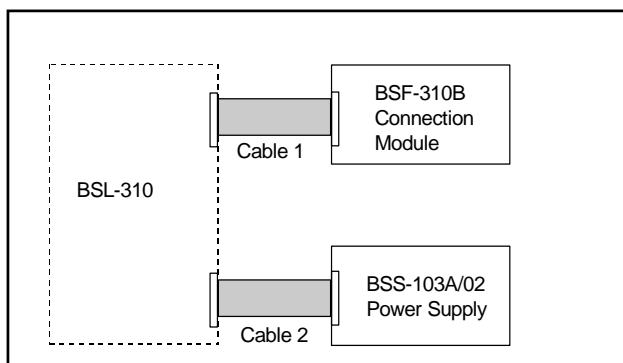 BSF-310B
Connection
Module
Cable 1
BSL-310
BSS-103A/02
Power Supply
Cable 2